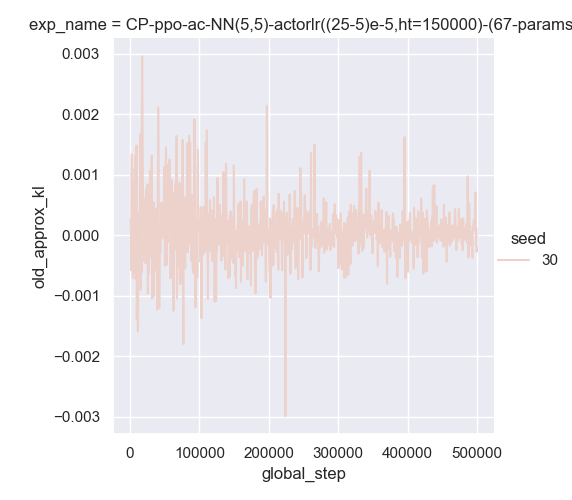 exp_name = CP-ppo-ac-NN(5,5)-actorlr((25-5)e-5,ht=150000)-(67-params
0.003
0.002
0.001
0.000
−0.001
−0.002
−0.003
old_approx_kl
0 100000 200000 300000 400000 500000
global_step
seed
30